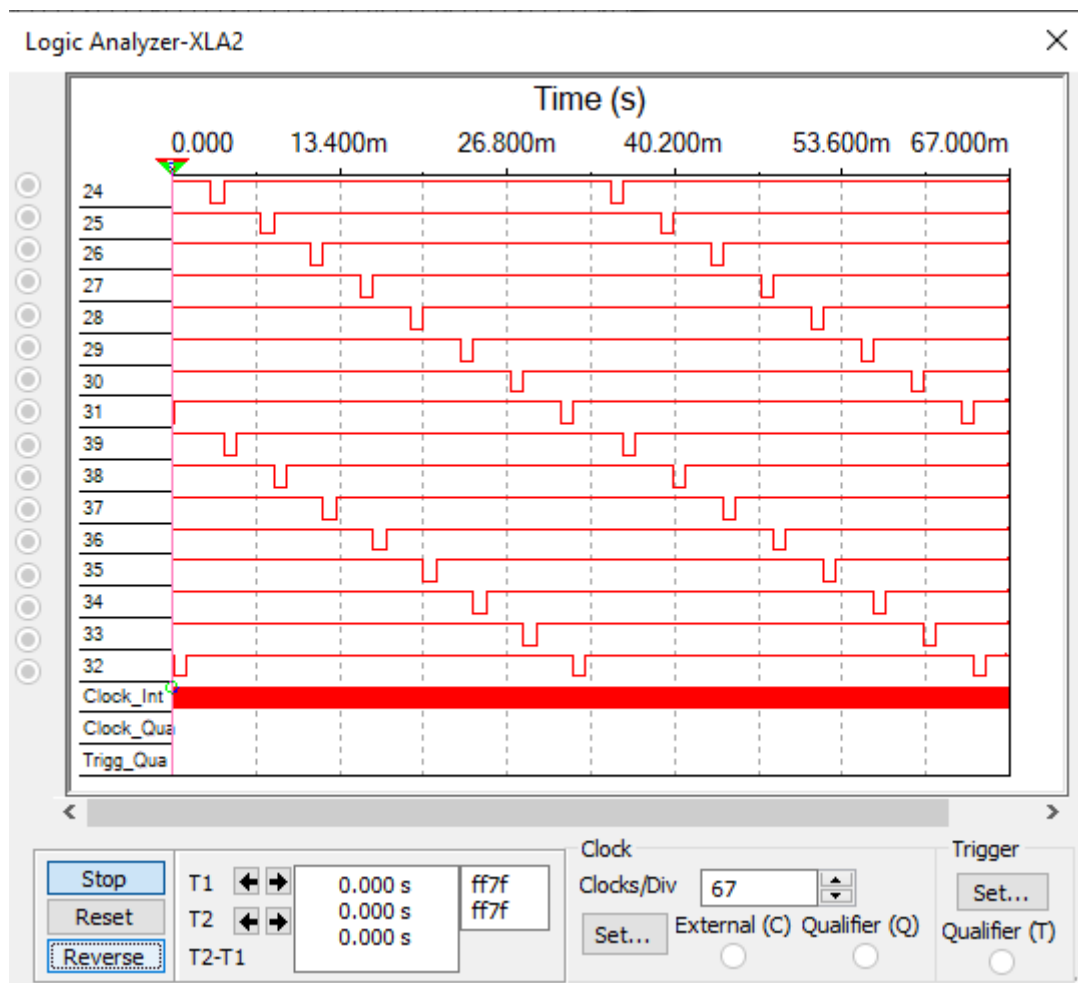 Logic Analyzer-XLA2
Time (s)
0.000 13.400m 26.800m 40.200m 53.600m 67.000m
24
25
26
27
28
29
30
31
39
38
37
36
35
34
33
32
Clock_Int
Clock_Qua
Trigg_Qua
Stop
Reset
Reverse
T1 0.000 s ff7f
T2 0.000 s ff7f
T2-T1 0.000 s
Clock
Clocks/Div 67
Set... External (C) Qualifier (Q)
Trigger
Set...
Qualifier (T)